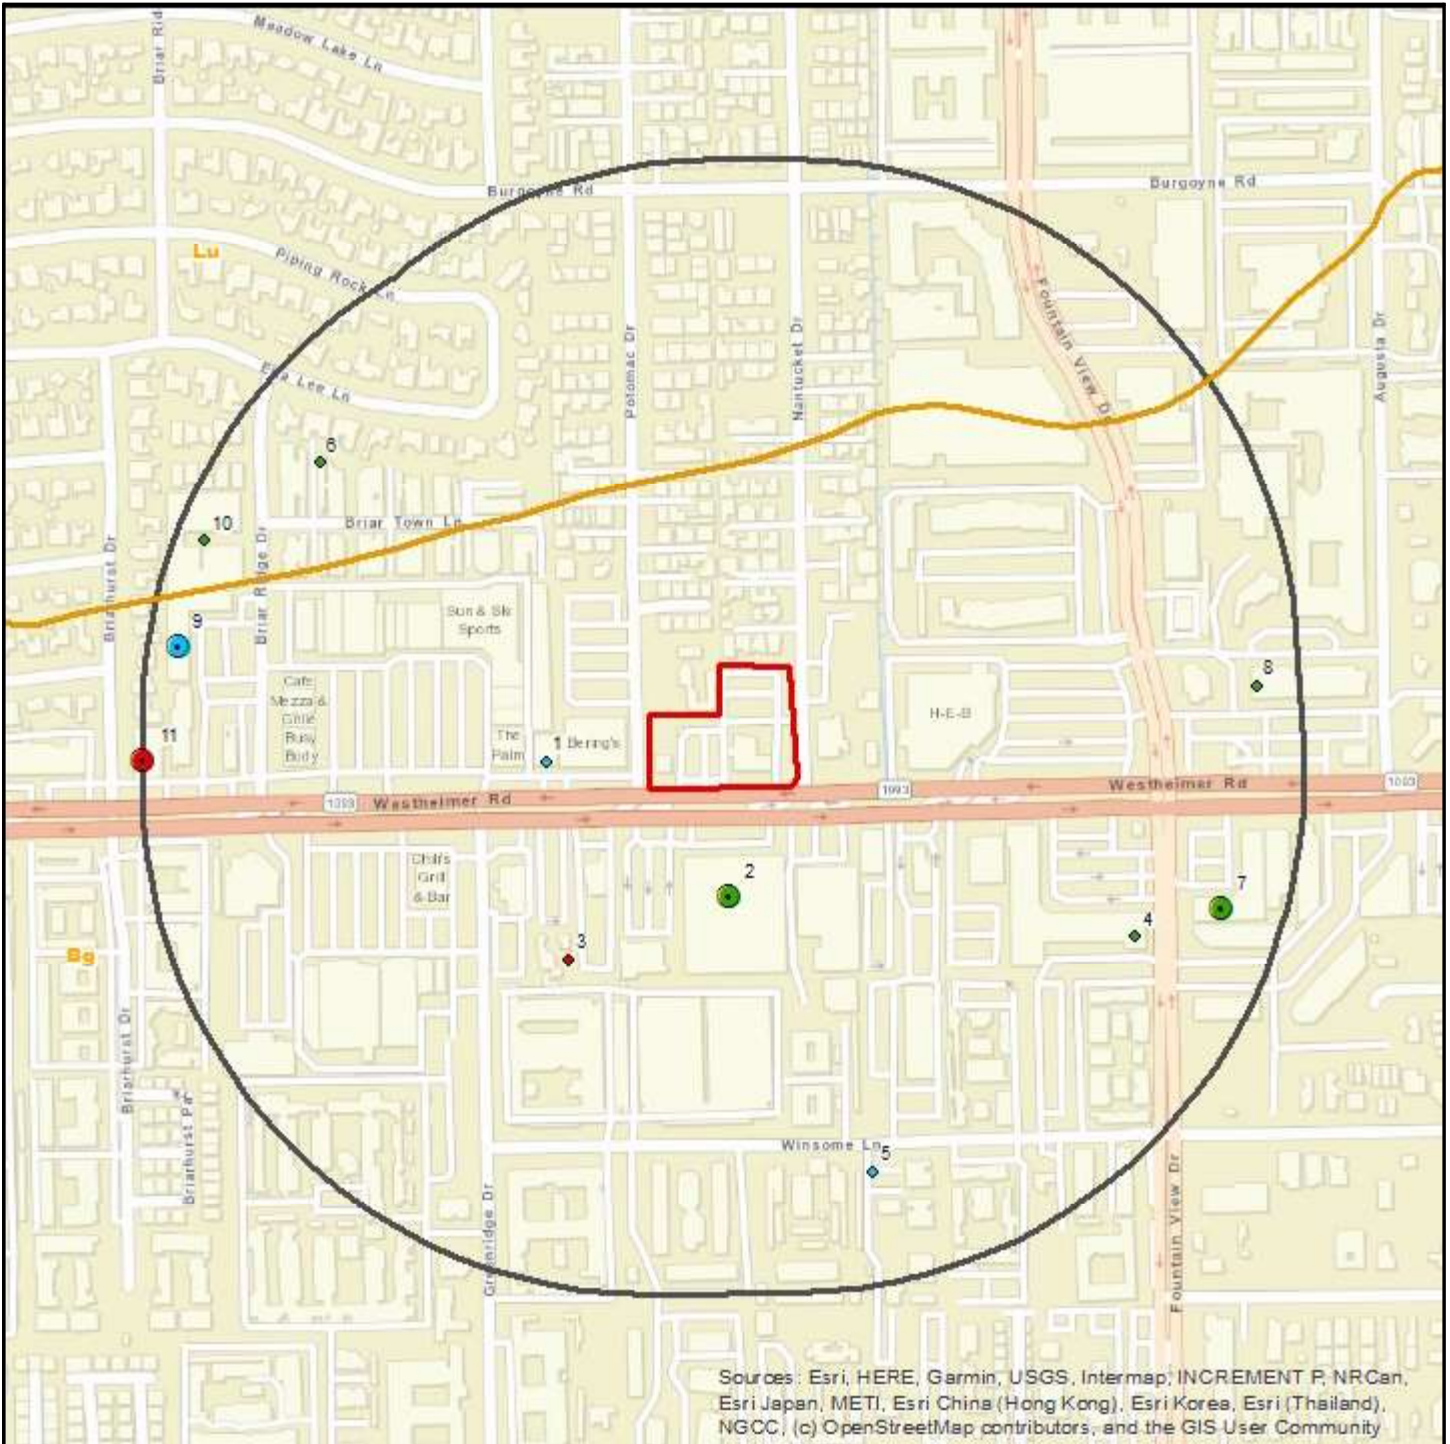 Meadow Lake Ln
Briar Rid
Burgoyne Rd
Burgoyne Rd
Lu
Piping Rock Ln
Fountain View Dr
Potomac Dr
Nantucket Dr
Augusta Dr
Ella Lee Ln
6
10
Briar Town Ln
Briarhurst Dr
Briar Ridge Dr
9
Sun & Ski
Sports
8
Cafe
Mezza &
Grille
Busy
Body
H-E-B
11
The
Palm
1
Bering's
1093
Westheimer Rd
1093
Westheimer Rd
1093
Chili's
Grill
& Bar
2
7
3
4
Bg
Briarhurst Dr
Briarhurst Pa
Winsome Ln
5
Greenridge Dr
Fountain View Dr
Sources: Esri, HERE, Garmin, USGS, Intermap, INCREMENT P, NRCan,
Esri Japan, METI, Esri China (Hong Kong), Esri Korea, Esri (Thailand),
NGCC, (c) OpenStreetMap contributors, and the GIS User Community